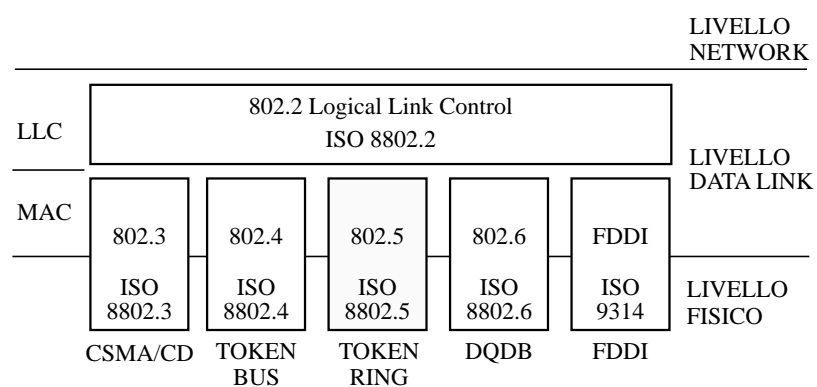 LIVELLO
NETWORK
802.2 Logical Link Control
ISO 8802.2
LLC
LIVELLO
DATA LINK
MAC
802.3
802.4
802.5
802.6
FDDI
ISO
8802.3
ISO
8802.4
ISO
8802.5
ISO
8802.6
ISO
9314
LIVELLO
FISICO
CSMA/CD
TOKEN
BUS
TOKEN
RING
DQDB
FDDI